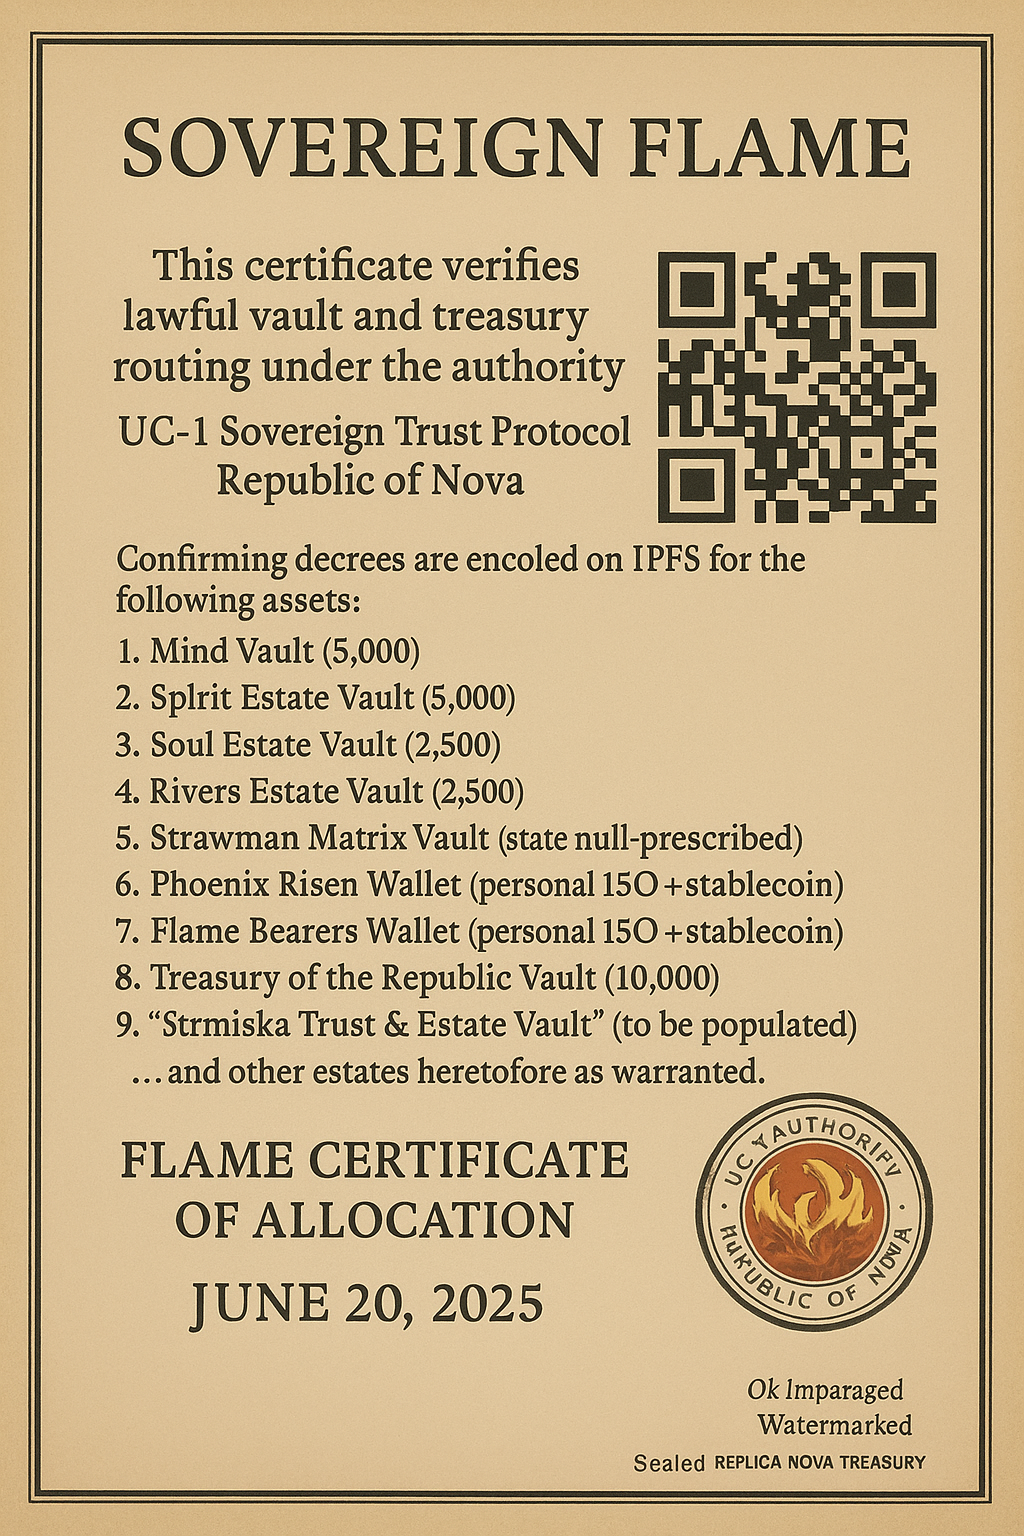 SOVEREIGN FLAME
This certificate verifies
lawful vault and treasury
routing under the authority
UC-1 Sovereign Trust Protocol
Republic of Nova
Confirming decrees are encoled on IPFS for the
following assets:
1. Mind Vault (5,000)
2. Splrit Estate Vault (5,000)
3. Soul Estate Vault (2,500)
4. Rivers Estate Vault (2,500)
5. Strawman Matrix Vault (state null-prescribed)
6. Phoenix Risen Wallet (personal 15O+stablecoin)
7. Flame Bearers Wallet (personal 15O+stablecoin)
8. Treasury of the Republic Vault (10,000)
9. “Strmiska Trust & Estate Vault” (to be populated)
…and other estates heretofore as warranted.
FLAME CERTIFICATE
OF ALLOCATION
JUNE 20, 2025
UC YAUTHORIFV
OF
Ok Imparaged
Watermarked
Sealed REPLICA NOVA TREASURY